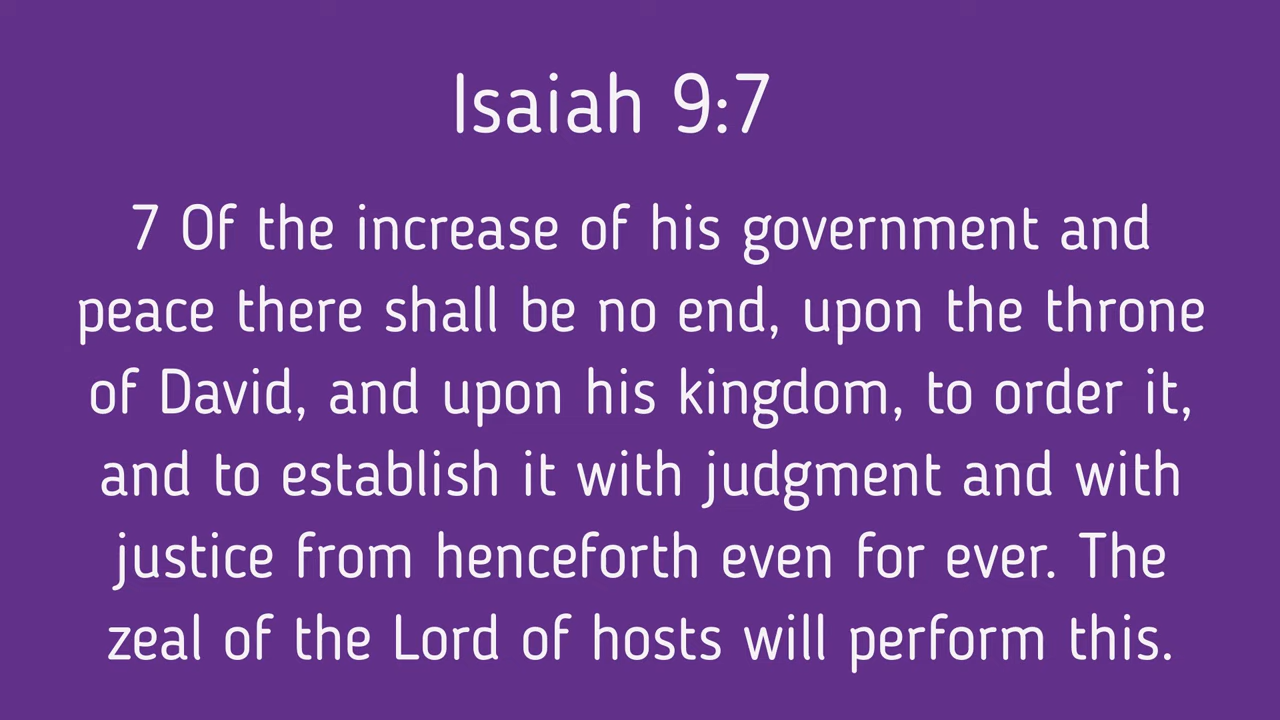 Isaiah 9:7
7 Of the increase of his government and
peace there shall be no end, upon the throne
of David, and upon his kingdom, to order it,
and to establish it with judgment and with
justice from henceforth even for ever. The
zeal of the Lord of hosts will perform this.